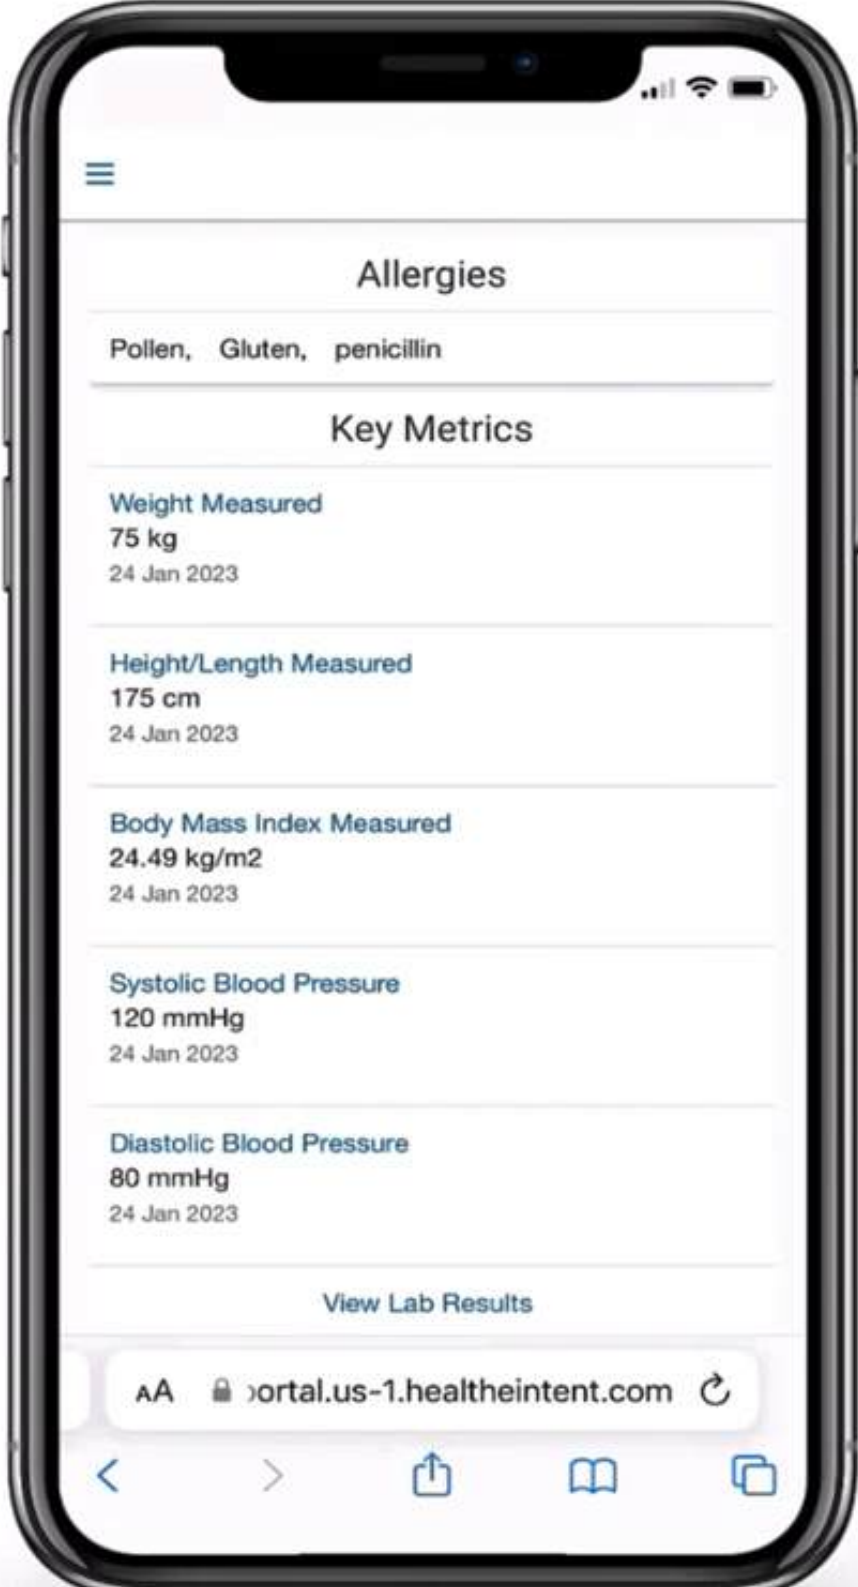 Allergies
Pollen, Gluten, penicillin
Key Metrics
Weight Measured
75 kg
24 Jan 2023
Height/Length Measured
175 cm
24 Jan 2023
Body Mass Index Measured
24.49 kg/m2
24 Jan 2023
Systolic Blood Pressure
120 mmHg
24 Jan 2023
Diastolic Blood Pressure
80 mmHg
24 Jan 2023
View Lab Results
AA ortal.us-1.healtheintent.com